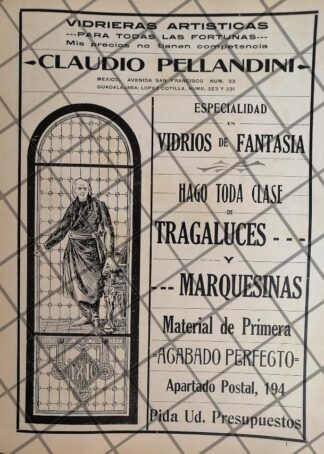 VIDRIERAS ARTISTICAS
PARA TODAS LAS FORTUNAS
Mis precios no tienen competencia
CLAUDIO PELLANDINI
MEXICO, AVENIDA SAN FRANCISCO NUM. 33
GUADALAJARA: LOPEZ COTILLA, NUMS. 323 Y 331
ESPECIALIDAD
EN
VIDRIOS DE FANTASIA
HAGO TODA CLASE
DE
TRAGALUCES ---
Y
--- MARQUESINAS
Material de Primera
=ACABADO PERFECTO=
Apartado Postal, 194
Pida Ud. Presupuestos
1810